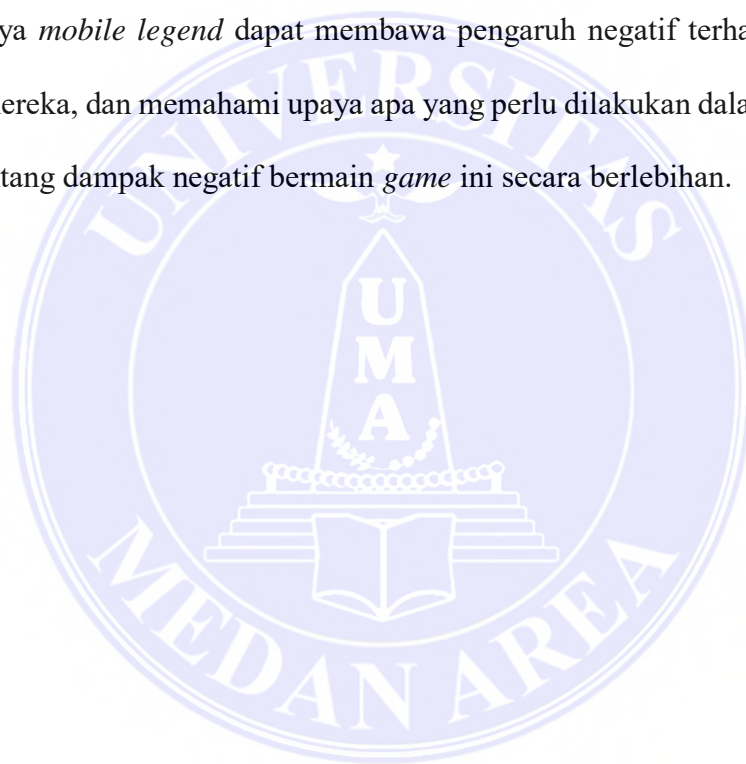 ya mobile legend dapat membawa pengaruh negatif terha
ereka, dan memahami upaya apa yang perlu dilakukan dala
tang dampak negatif bermain game ini secara berlebihan.
UNIVERSITAS
U
M
A
MEDAN AREA